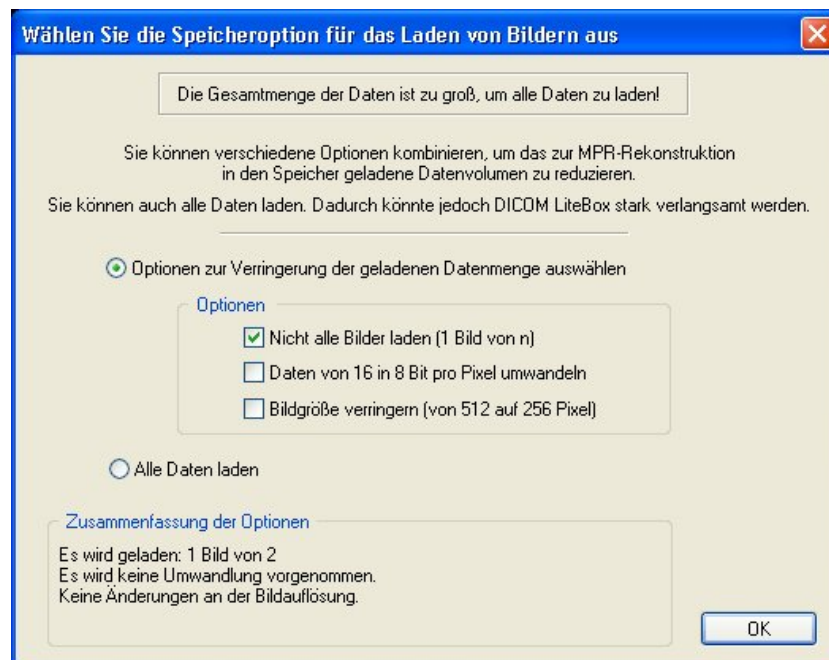 Wählen Sie die Speicheroption für das Laden von Bildern aus
Die Gesamtmenge der Daten ist zu groß, um alle Daten zu laden!
Sie können verschiedene Optionen kombinieren, um das zur MPR-Rekonstruktion
in den Speicher geladene Datenvolumen zu reduzieren.
Sie können auch alle Daten laden. Dadurch könnte jedoch DICOM LiteBox stark verlangsamt werden.
Optionen zur Verringerung der geladenen Datenmenge auswählen
Optionen
Nicht alle Bilder laden (1 Bild von n)
Daten von 16 in 8 Bit pro Pixel umwandeln
Bildgröße verringern (von 512 auf 256 Pixel)
Alle Daten laden
Zusammenfassung der Optionen
Es wird geladen: 1 Bild von 2
Es wird keine Umwandlung vorgenommen.
Keine Änderungen an der Bildauflösung.
OK